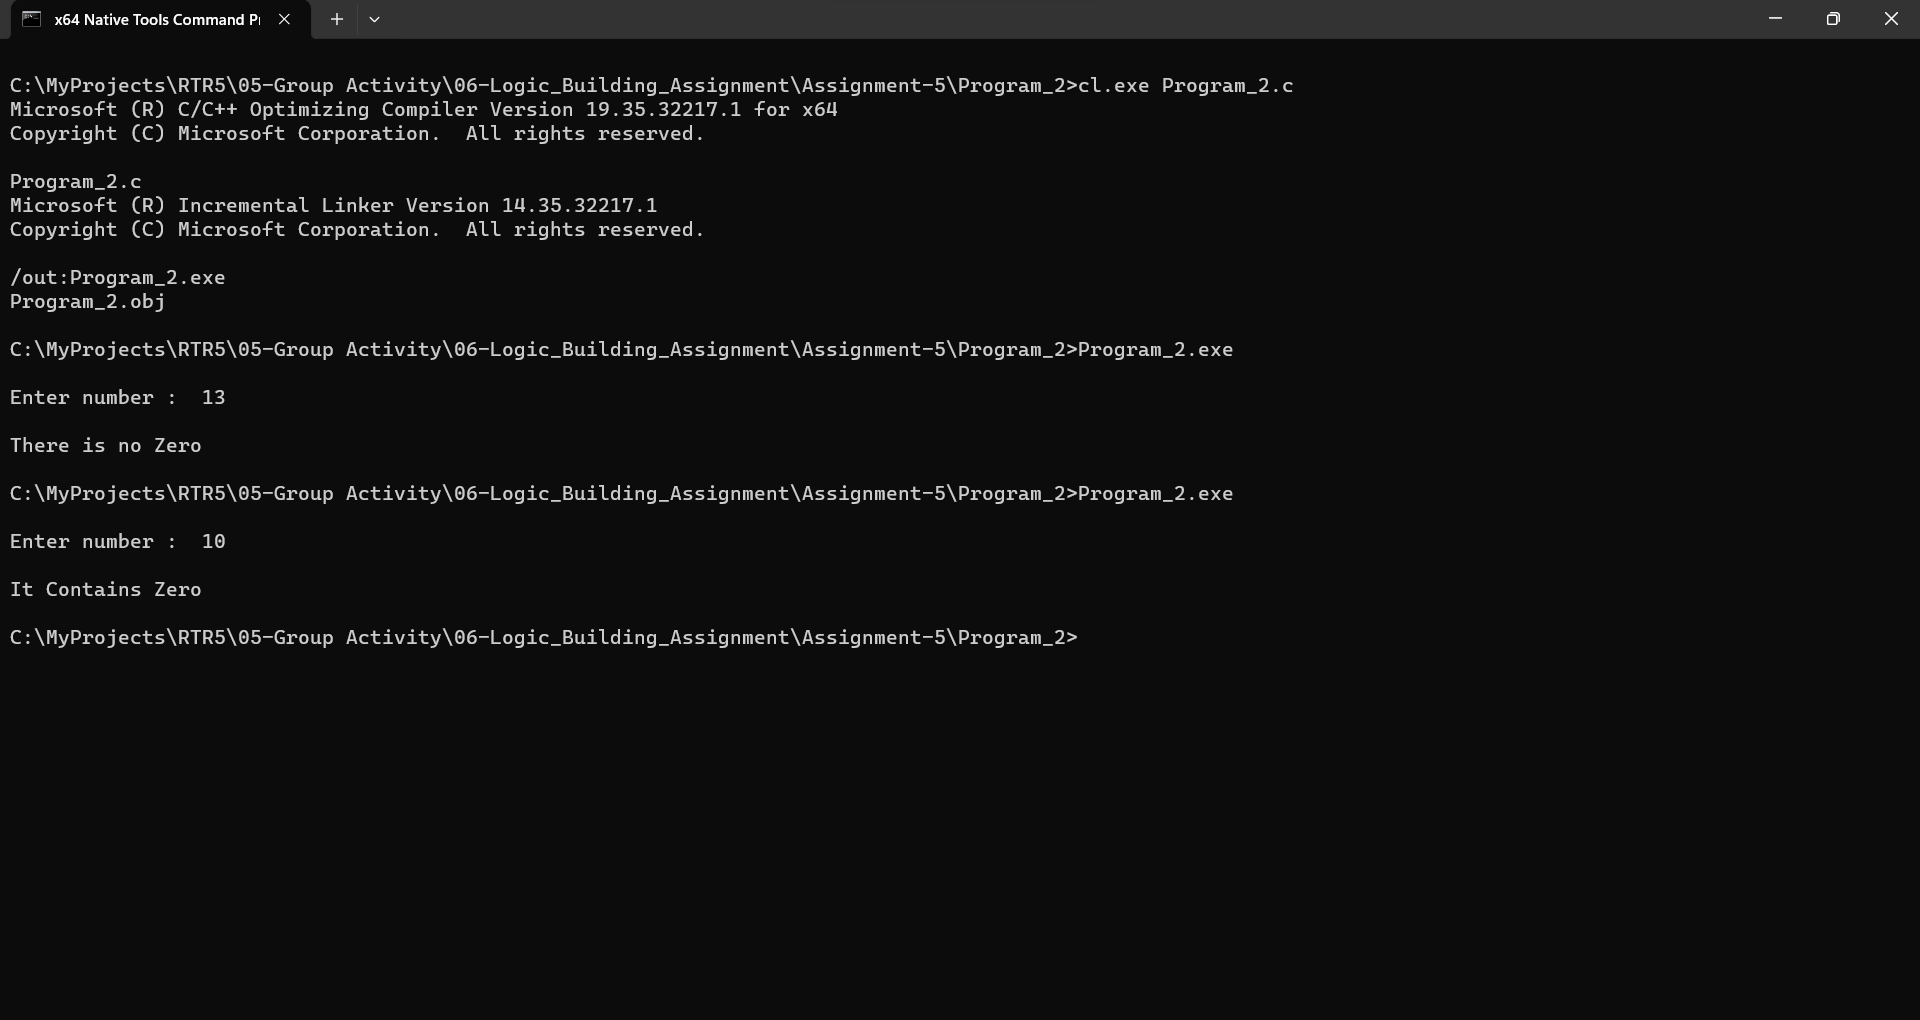 x64 Native Tools Command P
C:\MyProjects\RTR5\05-Group Activity\06-Logic_Building_Assignment\Assignment-5\Program_2>cl.exe Program_2.c
Microsoft (R) C/C++ Optimizing Compiler Version 19.35.32217.1 for x64
Copyright (C) Microsoft Corporation.  All rights reserved.
Program_2.c
Microsoft (R) Incremental Linker Version 14.35.32217.1
Copyright (C) Microsoft Corporation.  All rights reserved.
/out:Program_2.exe
Program_2.obj
C:\MyProjects\RTR5\05-Group Activity\06-Logic_Building_Assignment\Assignment-5\Program_2>Program_2.exe
Enter number :  13
There is no Zero
C:\MyProjects\RTR5\05-Group Activity\06-Logic_Building_Assignment\Assignment-5\Program_2>Program_2.exe
Enter number :  10
It Contains Zero
C:\MyProjects\RTR5\05-Group Activity\06-Logic_Building_Assignment\Assignment-5\Program_2>